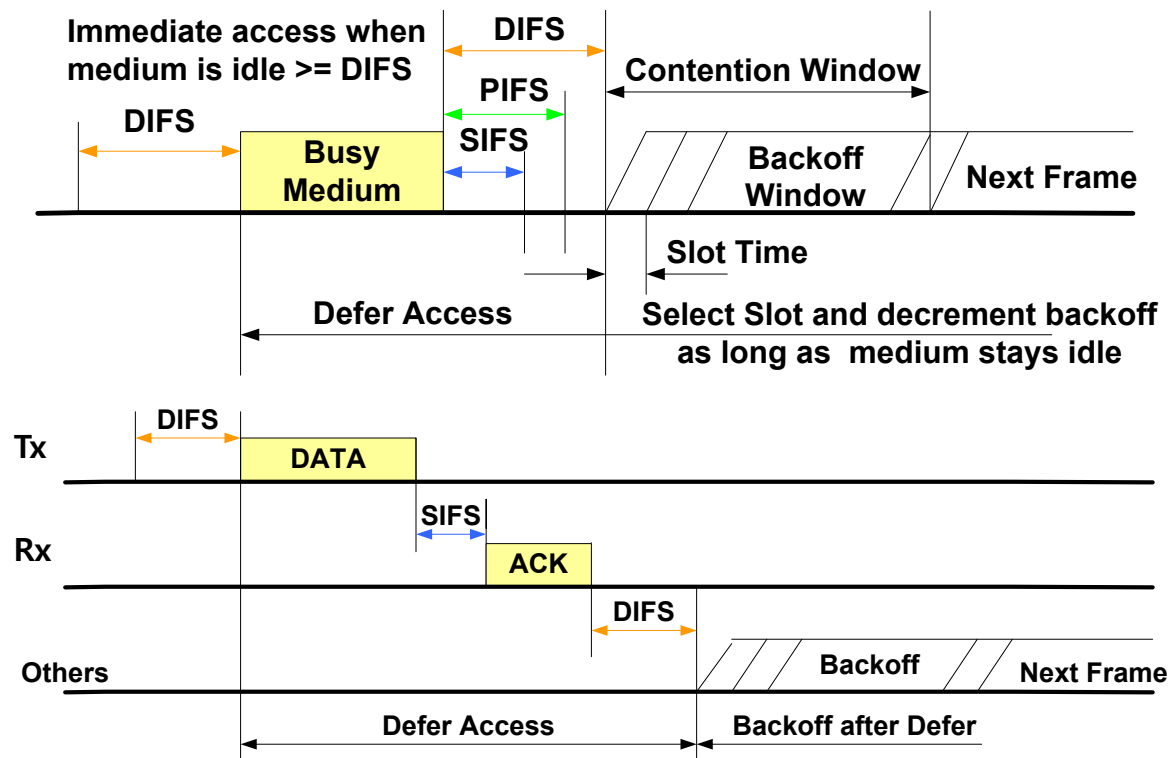 Immediate access when
medium is idle >= DIFS
DIFS
DIFS
PIFS
SIFS
Contention Window
Busy
Medium
Backoff
Window
Next Frame
Slot Time
Defer Access
Select Slot and decrement backoff
as long as medium stays idle
DIFS
Tx
DATA
SIFS
Rx
ACK
DIFS
Others
Backoff
Next Frame
Defer Access
Backoff after Defer